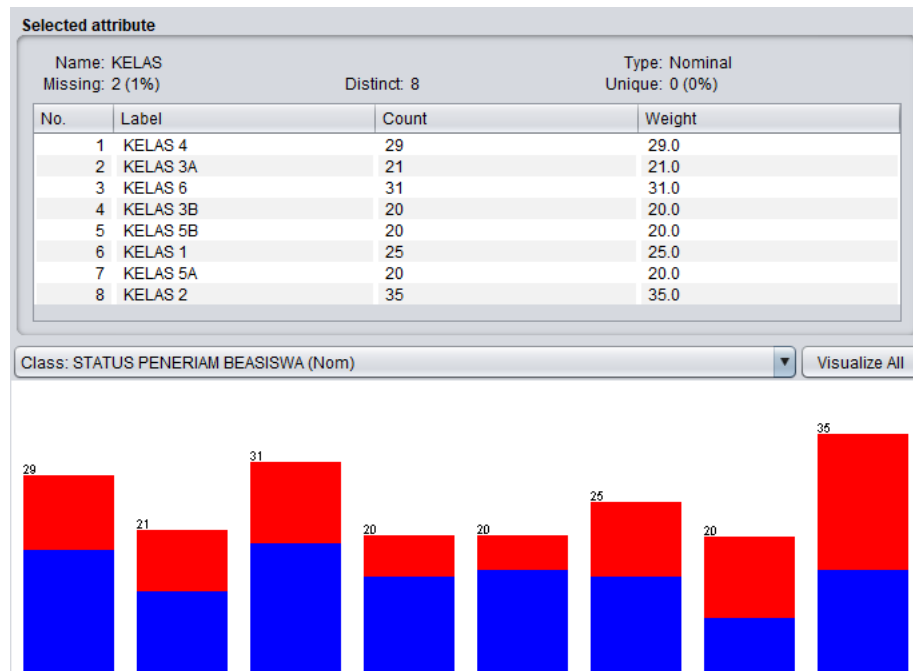 Selected attribute
Name: KELAS Type: Nominal
Missing: 2 (1%) Distinct: 8 Unique: 0 (0%)
No. Label Count Weight
1 KELAS 4 29 29.0
2 KELAS 3A 21 21.0
3 KELAS 6 31 31.0
4 KELAS 3B 20 20.0
5 KELAS 5B 20 20.0
6 KELAS 1 25 25.0
7 KELAS 5A 20 20.0
8 KELAS 2 35 35.0
Class: STATUS PENERIAM BEASISWA (Nom) Visualize All
29 21 31 20 20 25 20 35